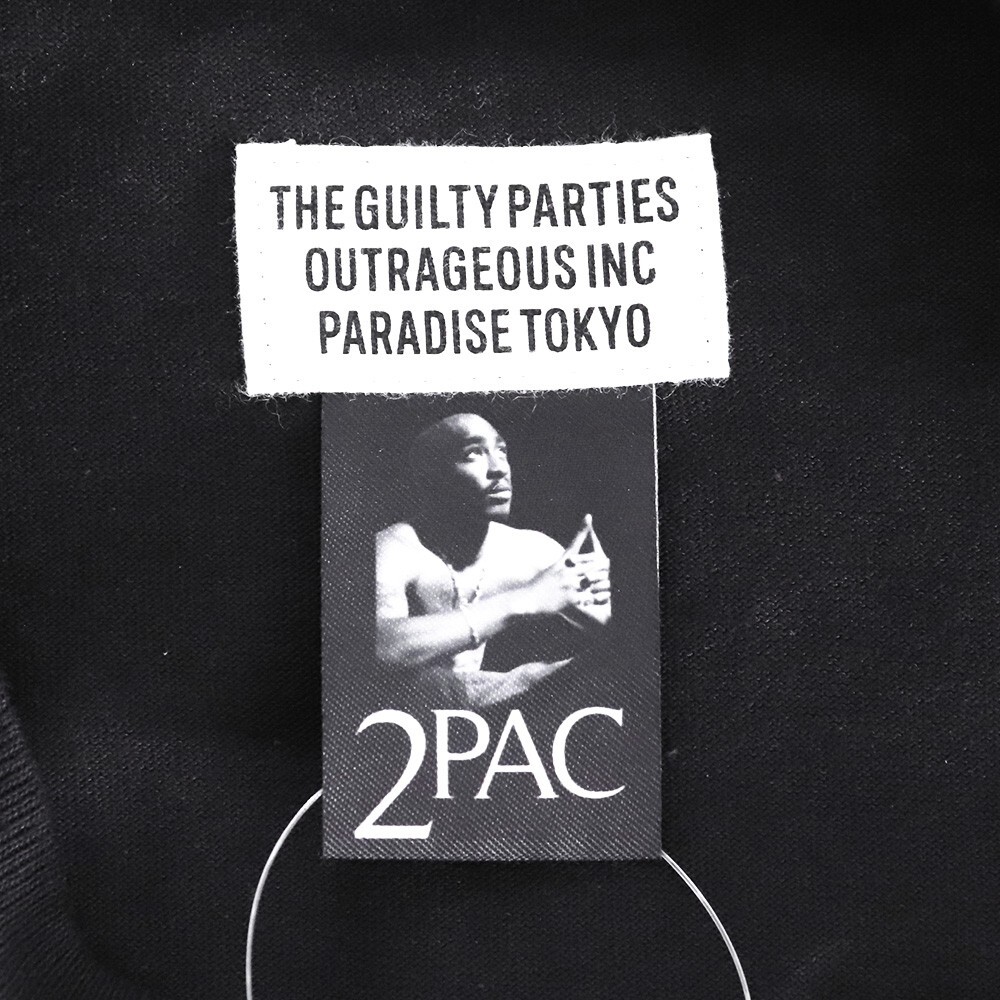 THE GUILTY PARTIES
OUTRAGEOUS INC
PARADISE TOKYO
2PAC